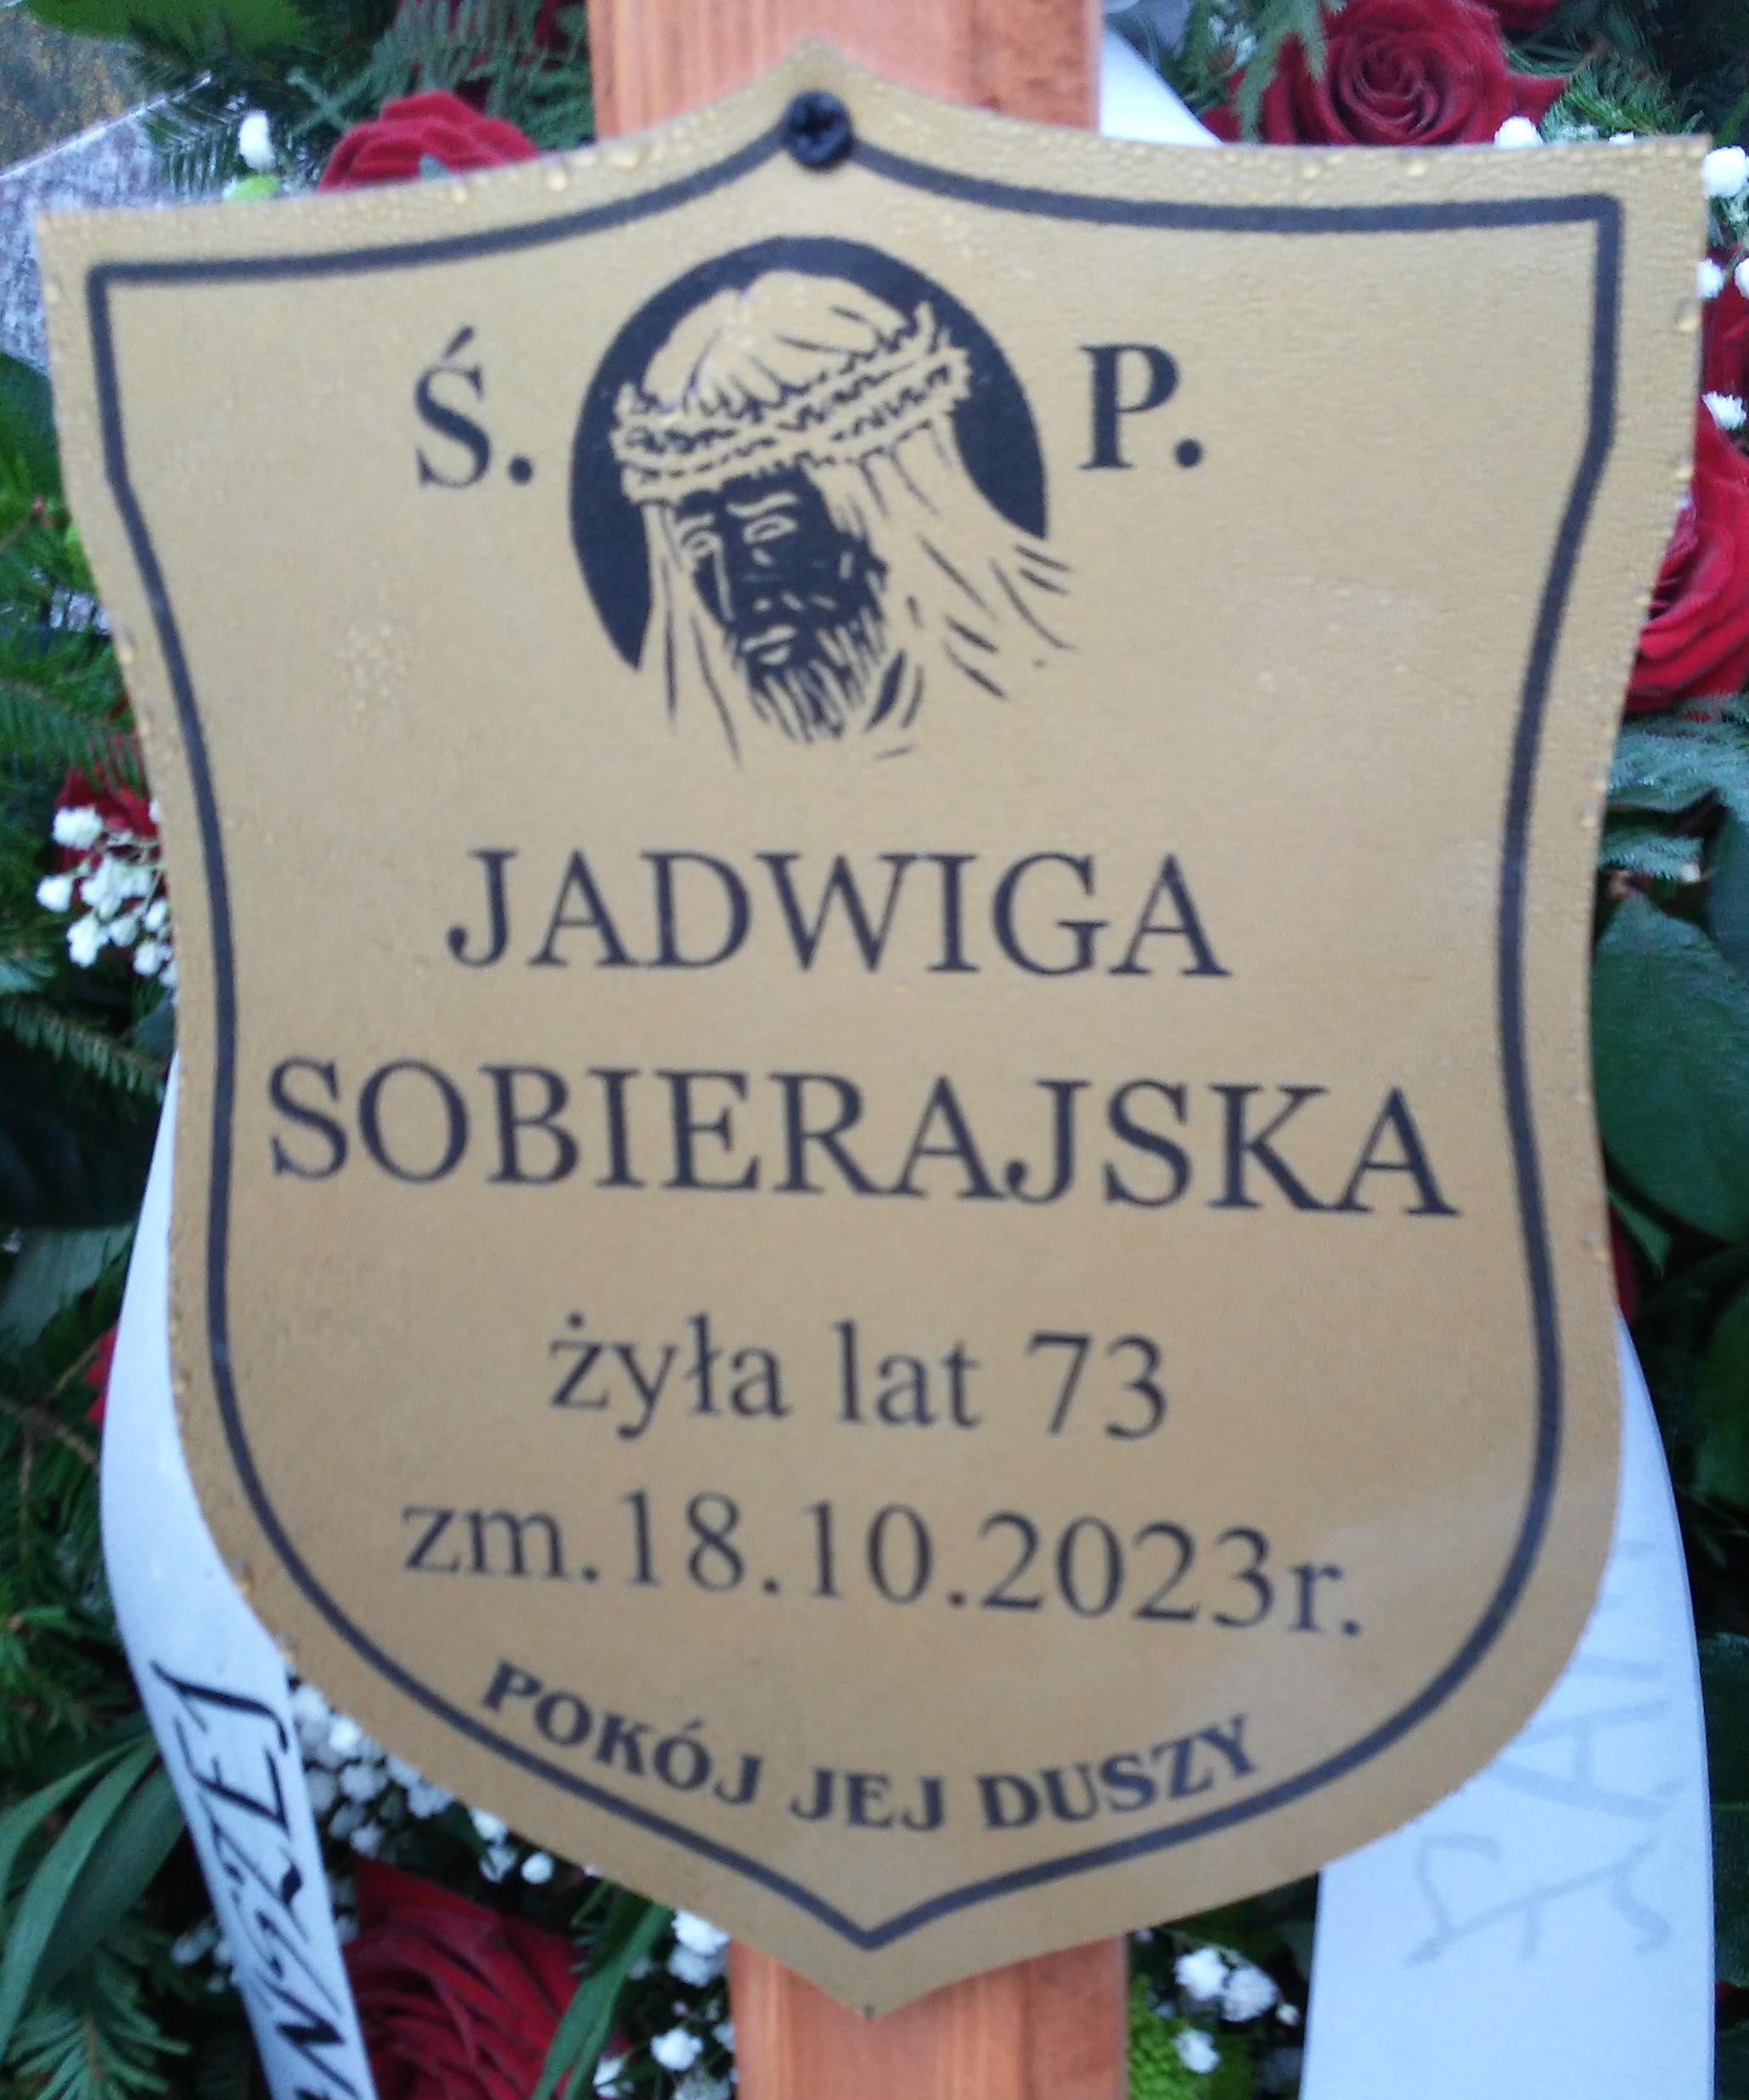 Ś. P.
JADWIGA
SOBIERAJSKA
żyła lat 73
zm.18.10.2023r.
POKÓJ JEJ DUSZY